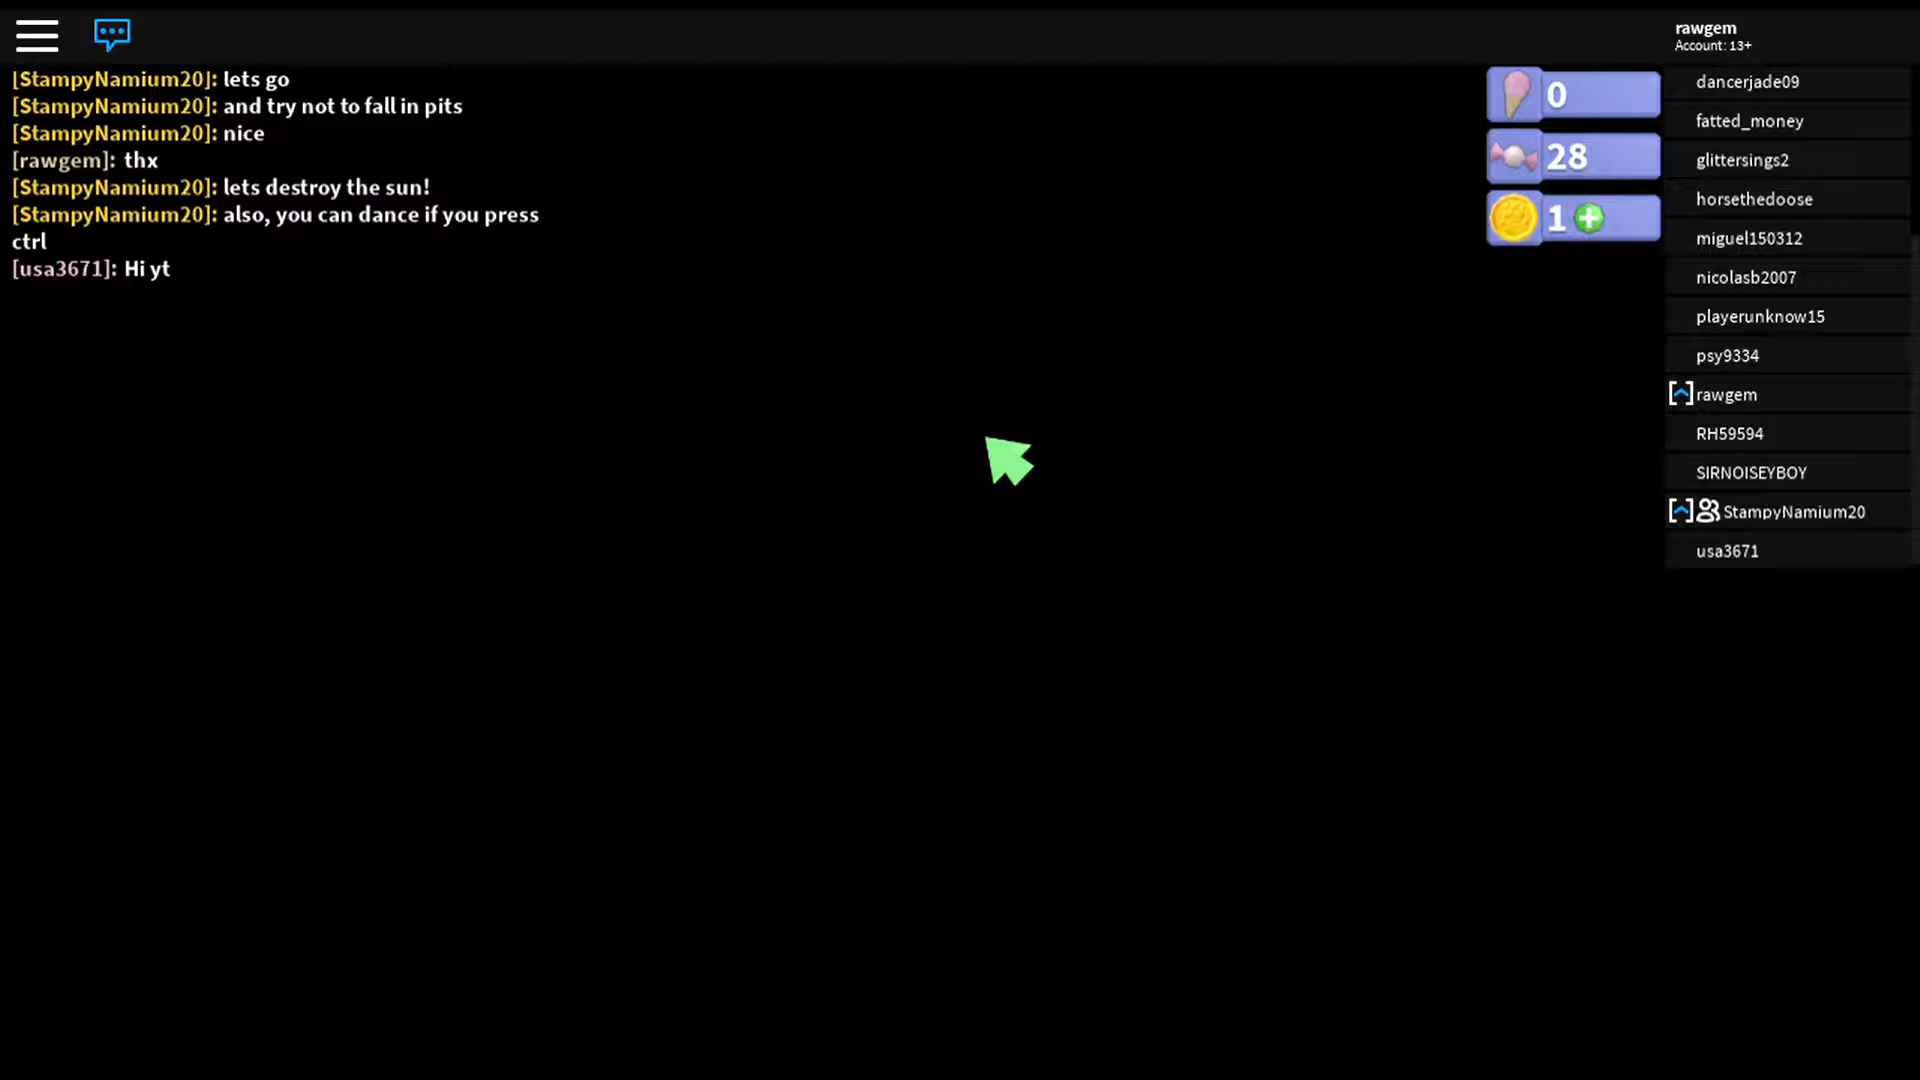 rawgem
Account: 13+
[StampyNamium20]: lets go
[StampyNamium20]: and try not to fall in pits
[StampyNamium20]: nice
[rawgem]: thx
[StampyNamium20]: lets destroy the sun!
[StampyNamium20]: also, you can dance if you press
ctrl
[usa3671]: Hi yt
0
28
1
dancerjade09
fatted_money
glittersings2
horsethedoose
miguel150312
nicolasb2007
playerunknow15
psy9334
rawgem
RH59594
SIRNOISEYBOY
StampyNamium20
usa3671